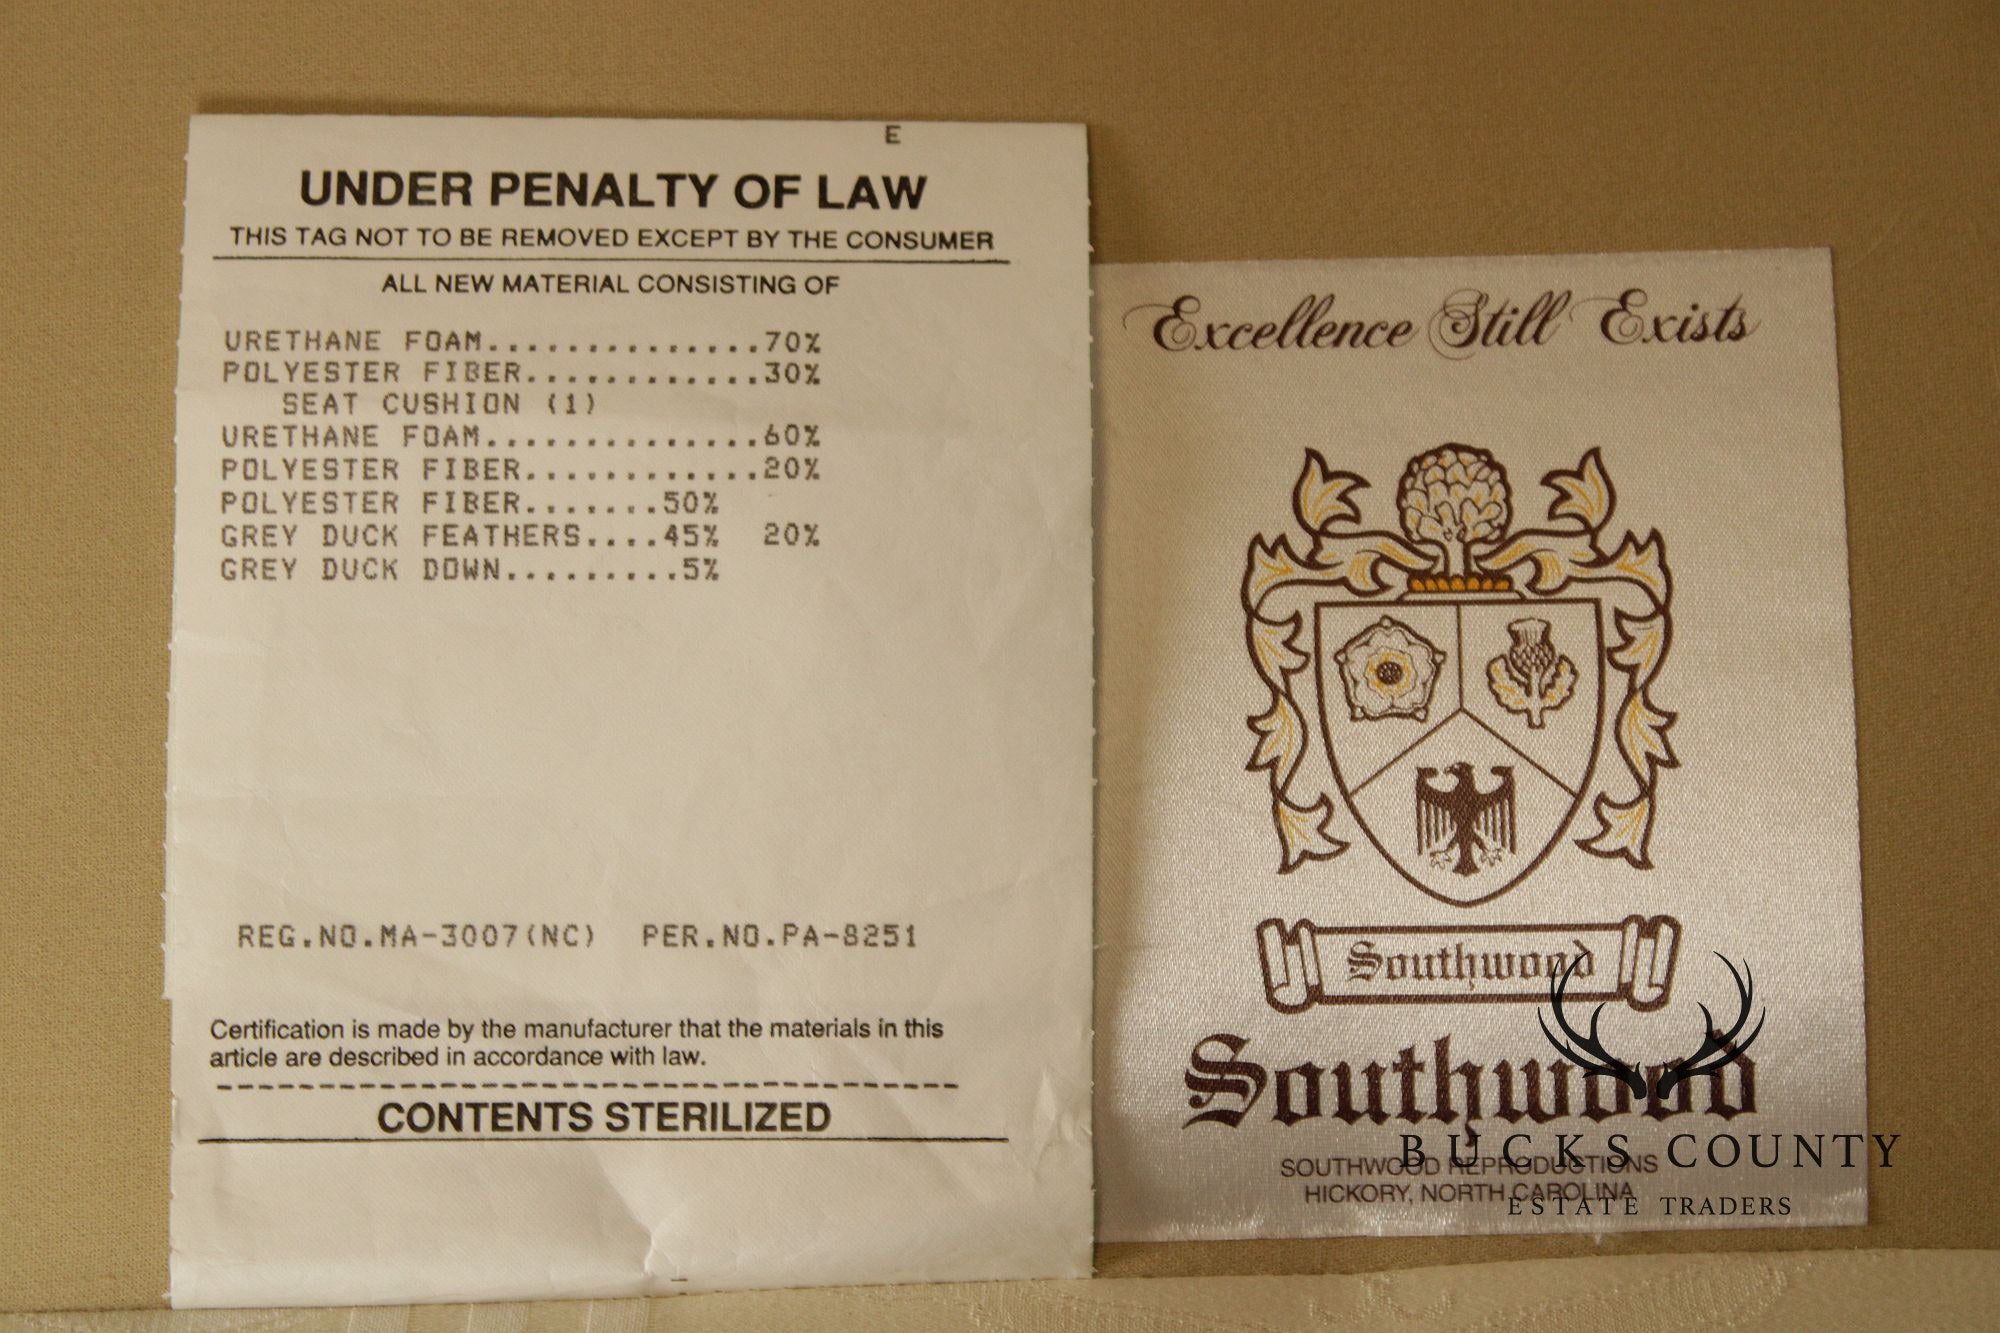 E
UNDER PENALTY OF LAW
THIS TAG NOT TO BE REMOVED EXCEPT BY THE CONSUMER
ALL NEW MATERIAL CONSISTING OF
URETHANE FOAM..............70%
POLYESTER FIBER............30%
SEAT CUSHION (1)
URETHANE FOAM..............60%
POLYESTER FIBER............20%
POLYESTER FIBER.......50%
GREY DUCK FEATHERS....45% 20%
GREY DUCK DOWN.........5%
REG.NO.MA-3007(NC) PER.NO.PA-8251
Certification is made by the manufacturer that the materials in this
article are described in accordance with law.
CONTENTS STERILIZED
Excellence Still Exists
Southwood
Southwood
SOUTHWOOD REPRODUCTIONS
HICKORY, NORTH CAROLINA
BUCKS COUNTY
ESTATE TRADERS